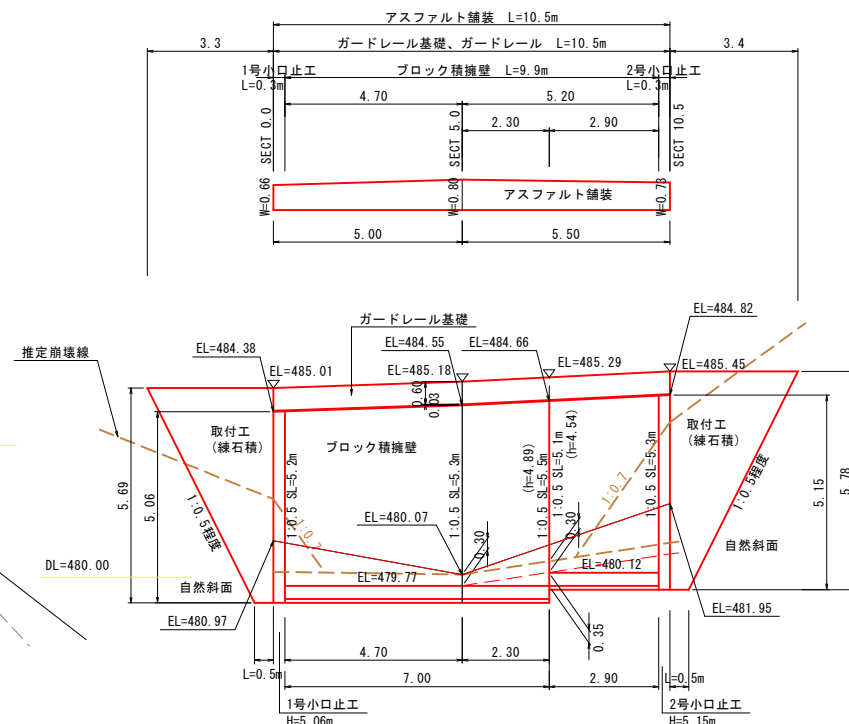 アスファルト舗装 L=10.5m
3.3
ガードレール基礎、ガードレール L=10.5m
3.4
1号小口止工
L=0.3m
ブロック積擁壁 L=9.9m
2号小口止工
L=0.3m
4.70
5.20
2.30
2.90
SECT 0.0
SECT 5.0
SECT 10.5
W=0.66
W=0.80
W=0.73
アスファルト舗装
5.00
5.50
ガードレール基礎
EL=484.82
推定崩壊線
EL=484.38
EL=484.55
EL=484.66
EL=485.01
EL=485.18
EL=485.29
EL=485.45
0.60
0.03
取付工
(練石積)
ブロック積擁壁
取付工
(練石積)
1:0.5 SL=5.2m
1:0.5 SL=5.3m
(h=4.89)
1:0.5 SL=5.5m
1:0.5 SL=5.1m
(h=4.54)
1:0.5 SL=5.3m
1:0.7
1:0.7
5.69
5.06
1:0.5程度
1:0.5程度
5.15
5.78
EL=480.07
0.30
0.30
DL=480.00
EL=479.77
EL=480.12
自然斜面
自然斜面
EL=480.97
EL=481.95
0.35
4.70
2.30
L=0.5m
7.00
2.90
L=0.5m
1号小口止工
H=5.06m
2号小口止工
H=5.15m